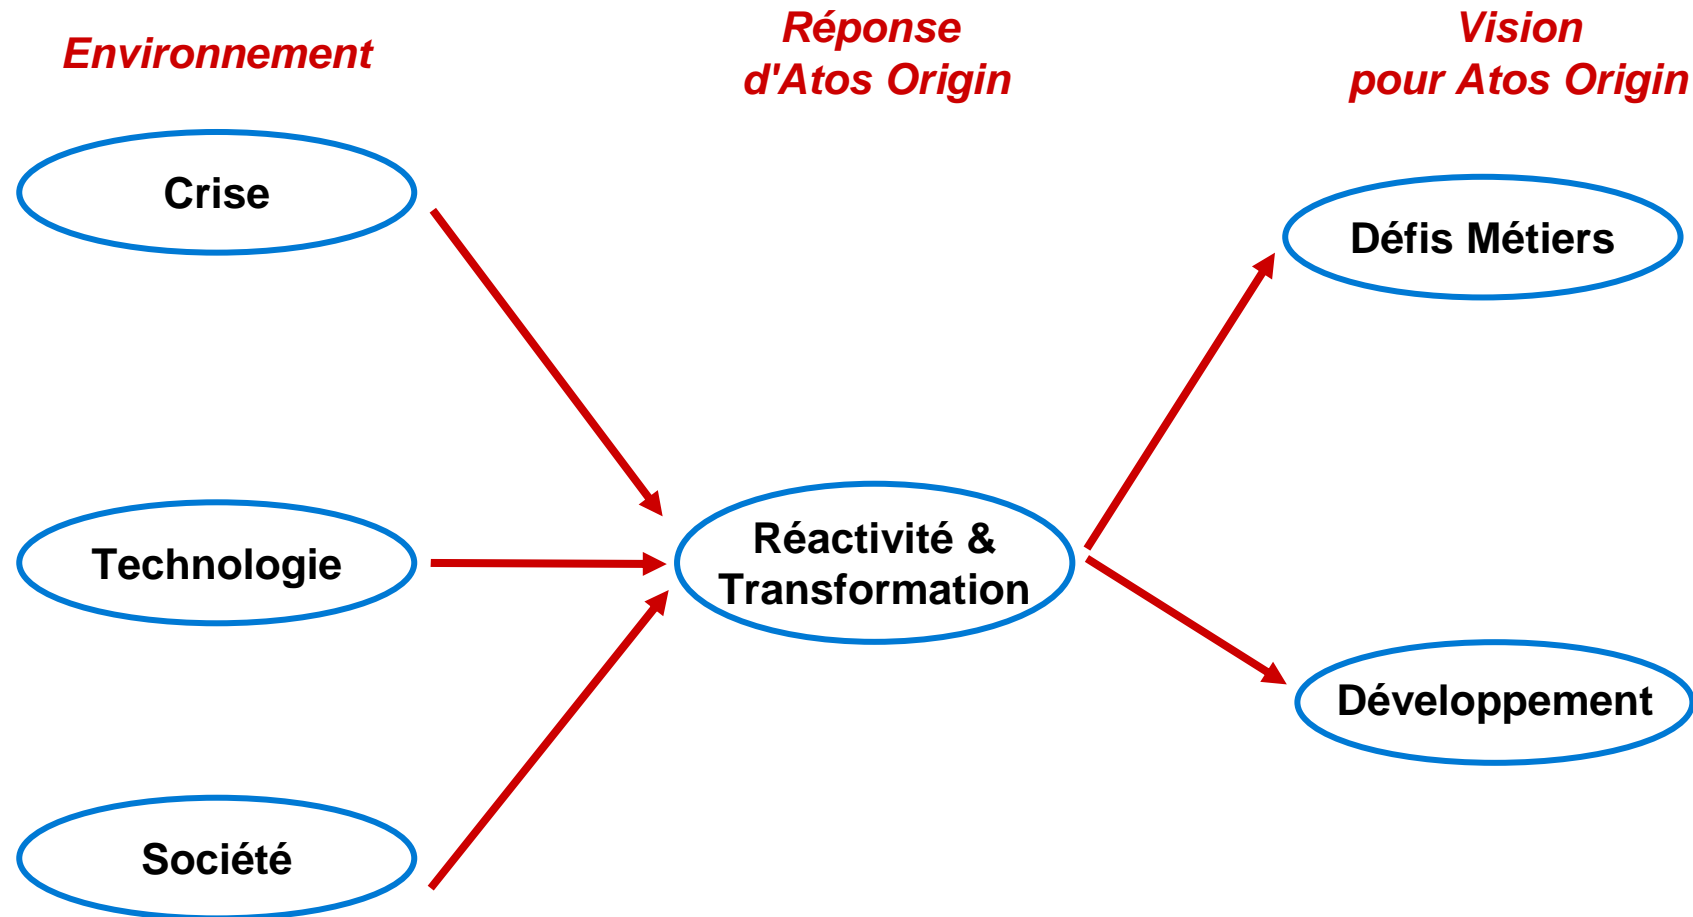 Environnement
Réponse
d'Atos Origin
Vision
pour Atos Origin
Crise
Défis Métiers
Technologie
Réactivité &
Transformation
Développement
Société